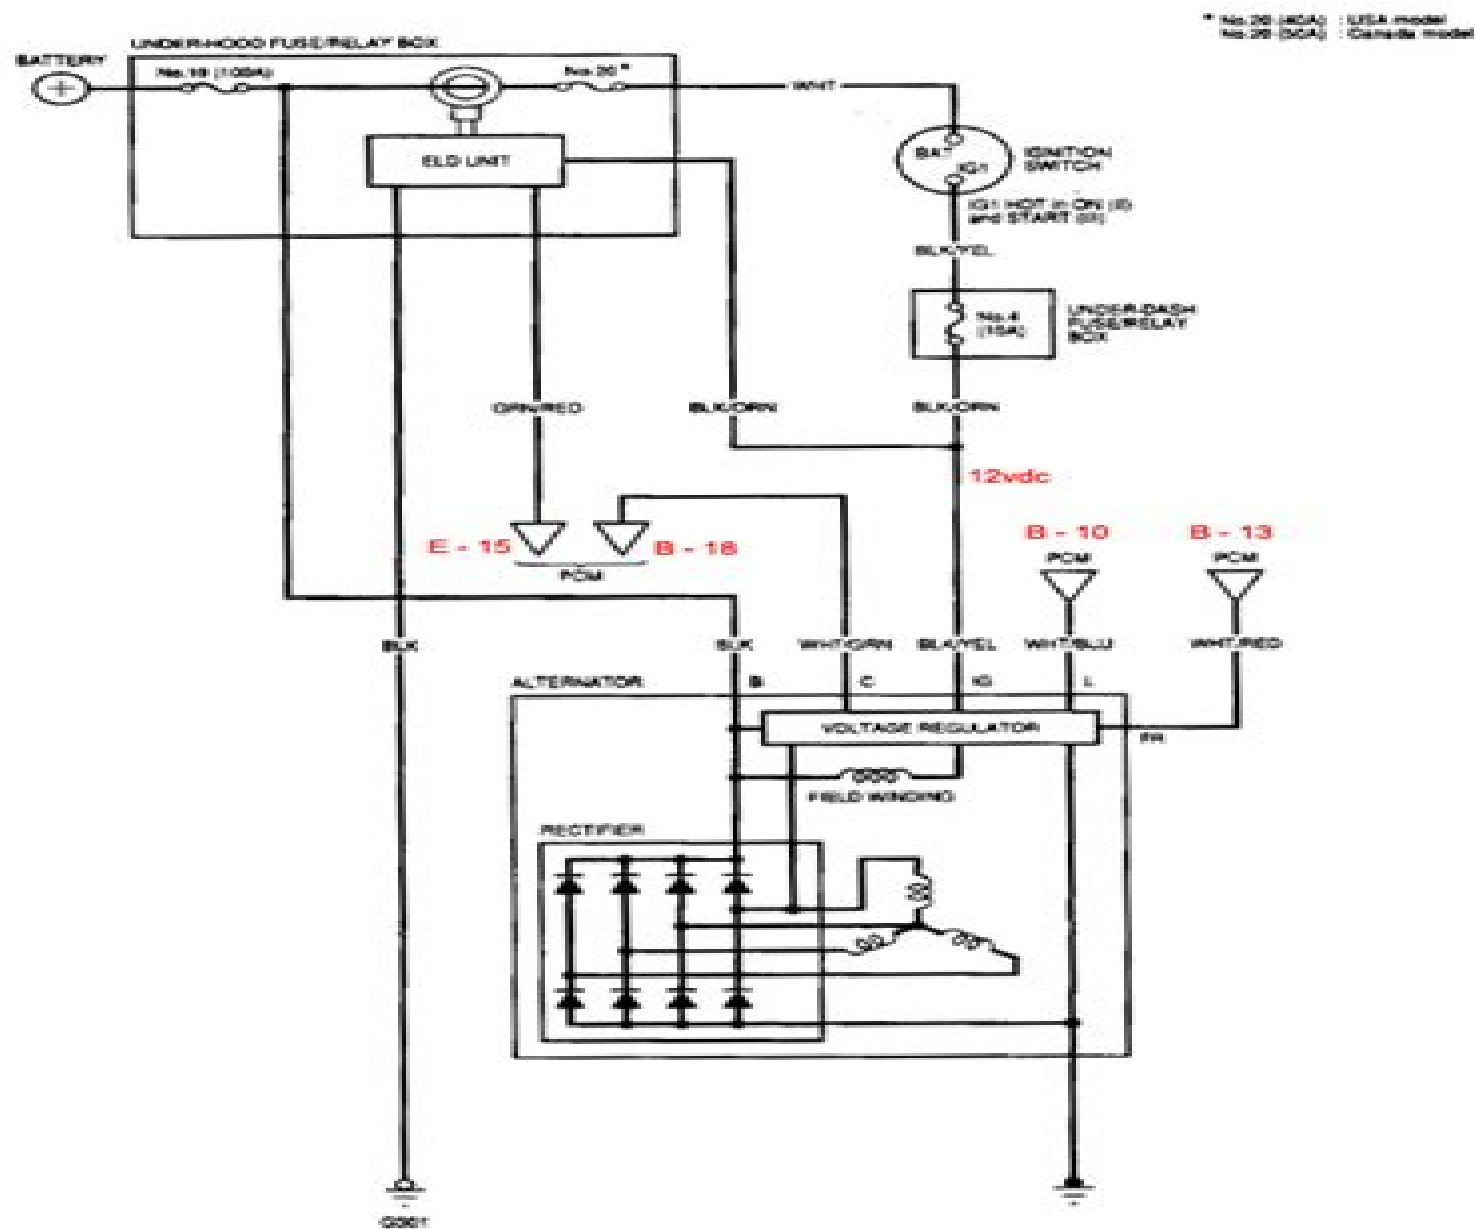 * No.20 (40A) : USA model
No.20 (50A) : Canada model
UNDER-HOOD FUSE/RELAY BOX
BATTERY
No.19 (100A)
No.20 *
WHT
ELD UNIT
BAT
IG1
IGNITION
SWITCH
IG1 HOT in ON (II)
and START (III)
BLK/YEL
No.4
(10A)
UNDER-DASH
FUSE/RELAY
BOX
GRN/RED
BLK/ORN
BLK/ORN
12vdc
E - 15
B - 18
PCM
B - 10
PCM
B - 13
PCM
BLK
BLK
WHT/GRN
BLK/YEL
WHT/BLU
WHT/RED
ALTERNATOR
B
C
IG
L
VOLTAGE REGULATOR
FR
FIELD WINDING
RECTIFIER
G301